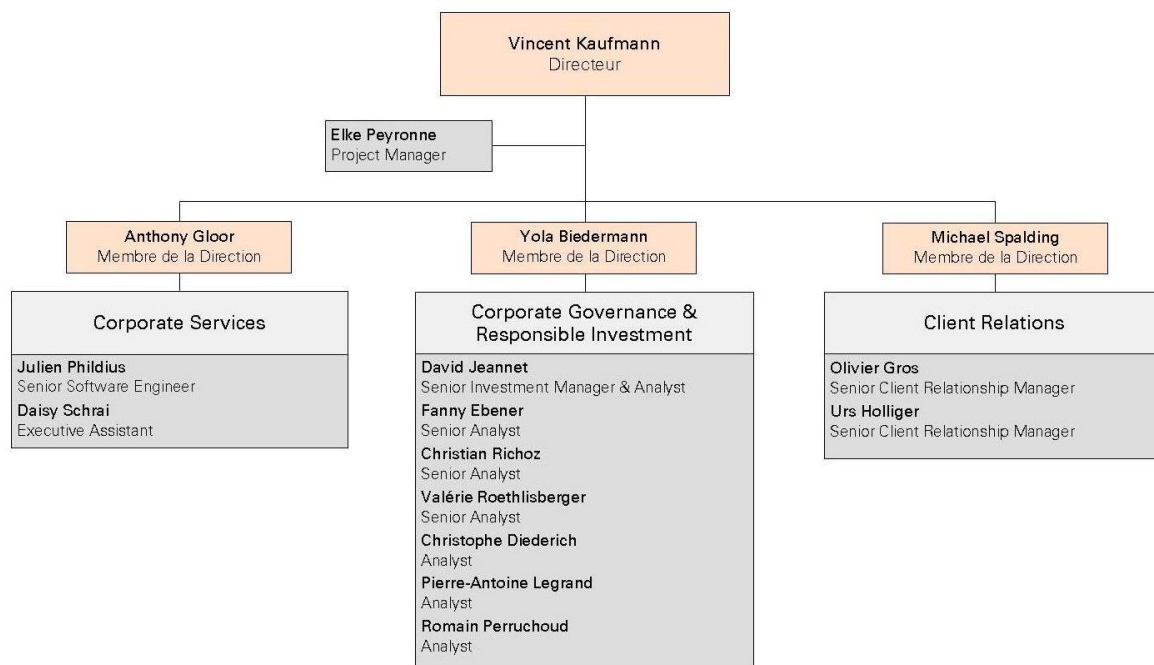 Vincent Kaufmann
Directeur
Elke Peyronne
Project Manager
Anthony Gloor
Membre de la Direction
Yola Biedermann
Membre de la Direction
Michael Spalding
Membre de la Direction
Corporate Services
Julien Phildius
Senior Software Engineer
Daisy Schrai
Executive Assistant
Corporate Governance &
Responsible Investment
David Jeannet
Senior Investment Manager & Analyst
Fanny Ebener
Senior Analyst
Christian Richoz
Senior Analyst
Valérie Roethlisberger
Senior Analyst
Christophe Diederich
Analyst
Pierre-Antoine Legrand
Analyst
Romain Perruchoud
Analyst
Client Relations
Olivier Gros
Senior Client Relationship Manager
Urs Holliger
Senior Client Relationship Manager